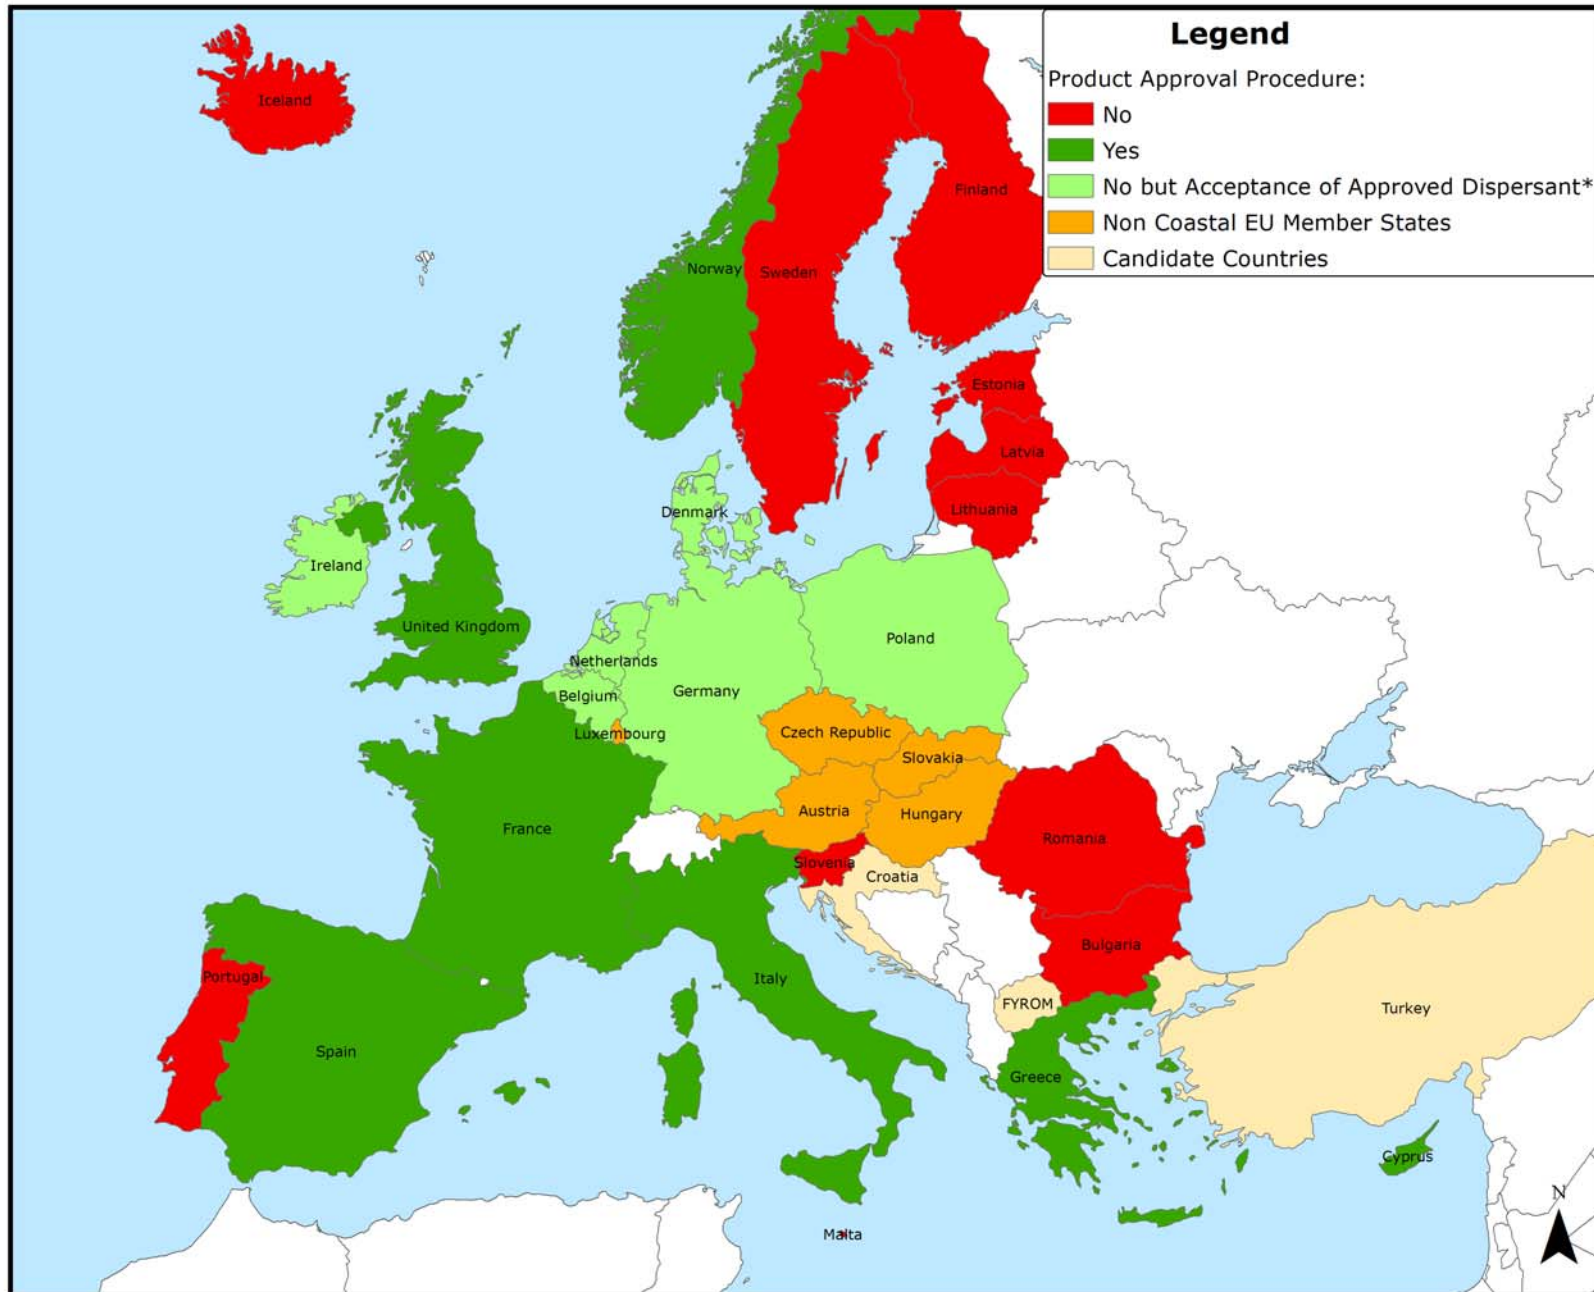 Legend
Product Approval Procedure:
No
Yes
No but Acceptance of Approved Dispersant*
Non Coastal EU Member States
Candidate Countries
Iceland
Finland
Norway
Sweden
Estonia
Latvia
Lithuania
Denmark
Ireland
United Kingdom
Poland
Netherlands
Germany
Belgium
Luxembourg
Czech Republic
Slovakia
Austria
Hungary
France
Romania
Slovenia
Croatia
Bulgaria
Portugal
Italy
FYROM
Turkey
Spain
Greece
Cyprus
N
Malta